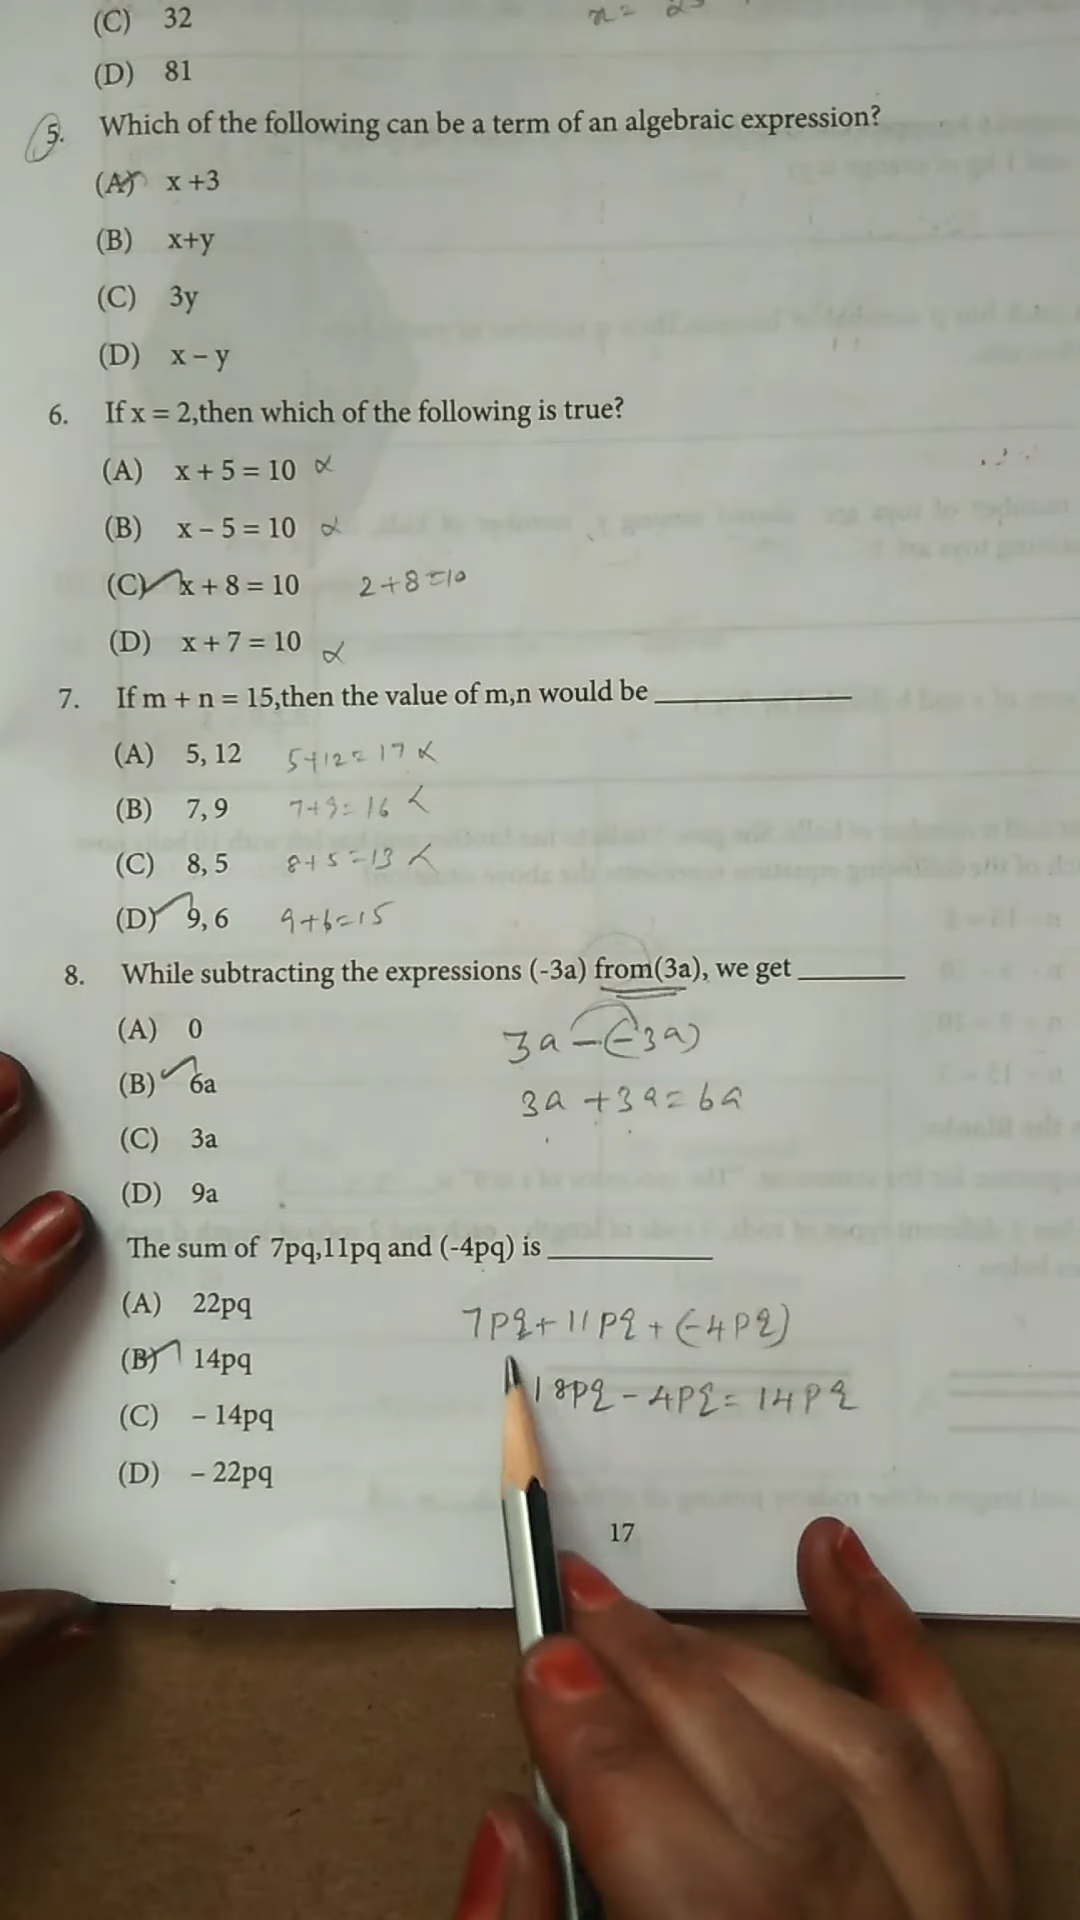 (C) 32
(D) 81
5. Which of the following can be a term of an algebraic expression?
(A) x +3
(B) x+y
(C) 3y
(D) x – y
6. If x = 2,then which of the following is true?
(A) x + 5 = 10
(B) x – 5 = 10
(C) x + 8 = 10 2+8=10
(D) x + 7 = 10
7. If m + n = 15,then the value of m,n would be
(A) 5, 12 5+12=17
(B) 7, 9 7+9=16
(C) 8, 5 8+5=13
(D) 9, 6 9+6=15
8. While subtracting the expressions (-3a) from(3a), we get
(A) 0
3a-(-3a)
(B) 6a
3a+3a=6a
(C) 3a
(D) 9a
The sum of 7pq,11pq and (-4pq) is
(A) 22pq
7pq+11pq+(-4pq)
(B) 14pq
18pq-4pq=14pq
(C) – 14pq
(D) – 22pq
17